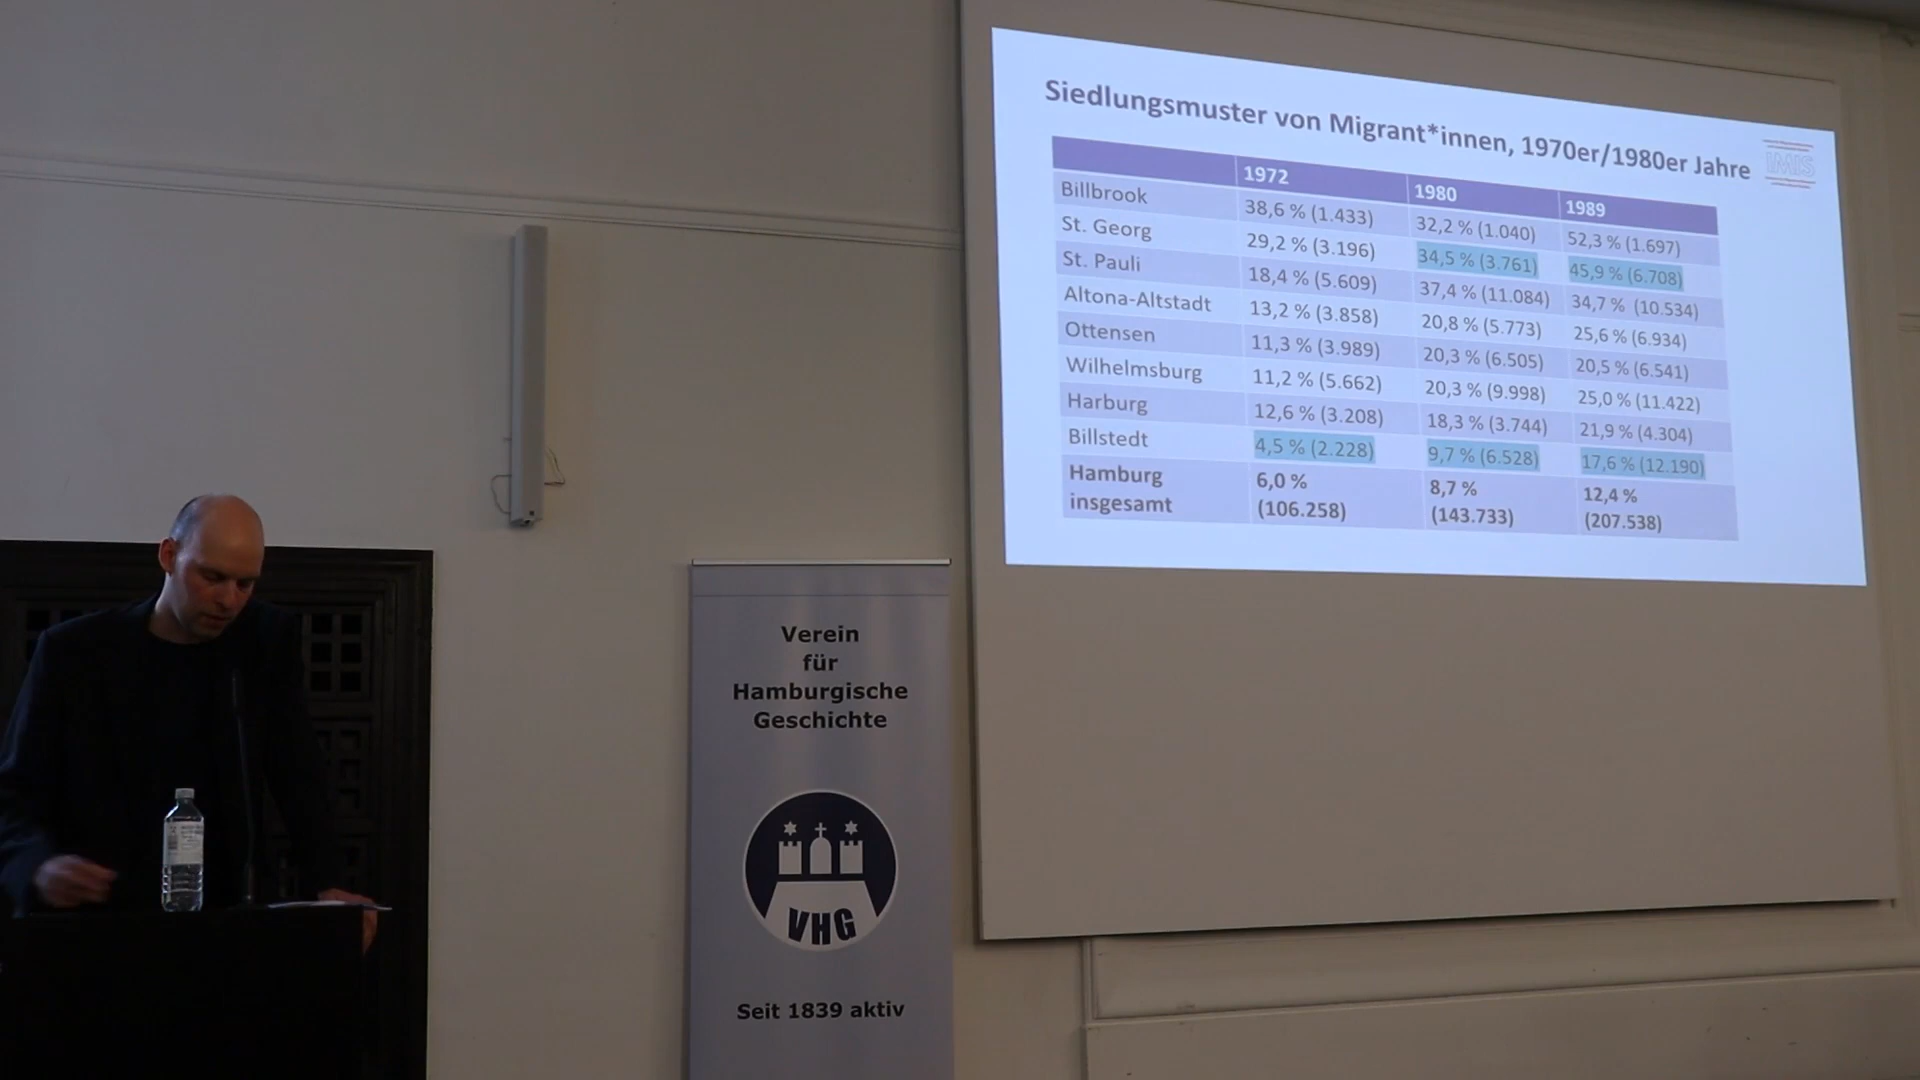 Siedlungsmuster von Migrant*innen, 1970er/1980er Jahre
IMIS
1972 1980 1989
Billbrook 38,6 % (1.433) 32,2 % (1.040) 52,3 % (1.697)
St. Georg 29,2 % (3.196) 34,5 % (3.761) 45,9 % (6.708)
St. Pauli 18,4 % (5.609) 37,4 % (11.084) 34,7 % (10.534)
Altona-Altstadt 13,2 % (3.858) 20,8 % (5.773) 25,6 % (6.934)
Ottensen 11,3 % (3.989) 20,3 % (6.505) 20,5 % (6.541)
Wilhelmsburg 11,2 % (5.662) 20,3 % (9.998) 25,0 % (11.422)
Harburg 12,6 % (3.208) 18,3 % (3.744) 21,9 % (4.304)
Billstedt 4,5 % (2.228) 9,7 % (6.528) 17,6 % (12.190)
Hamburg 6,0 % 8,7 % 12,4 %
insgesamt (106.258) (143.733) (207.538)
Verein
für
Hamburgische
Geschichte
VHG
Seit 1839 aktiv